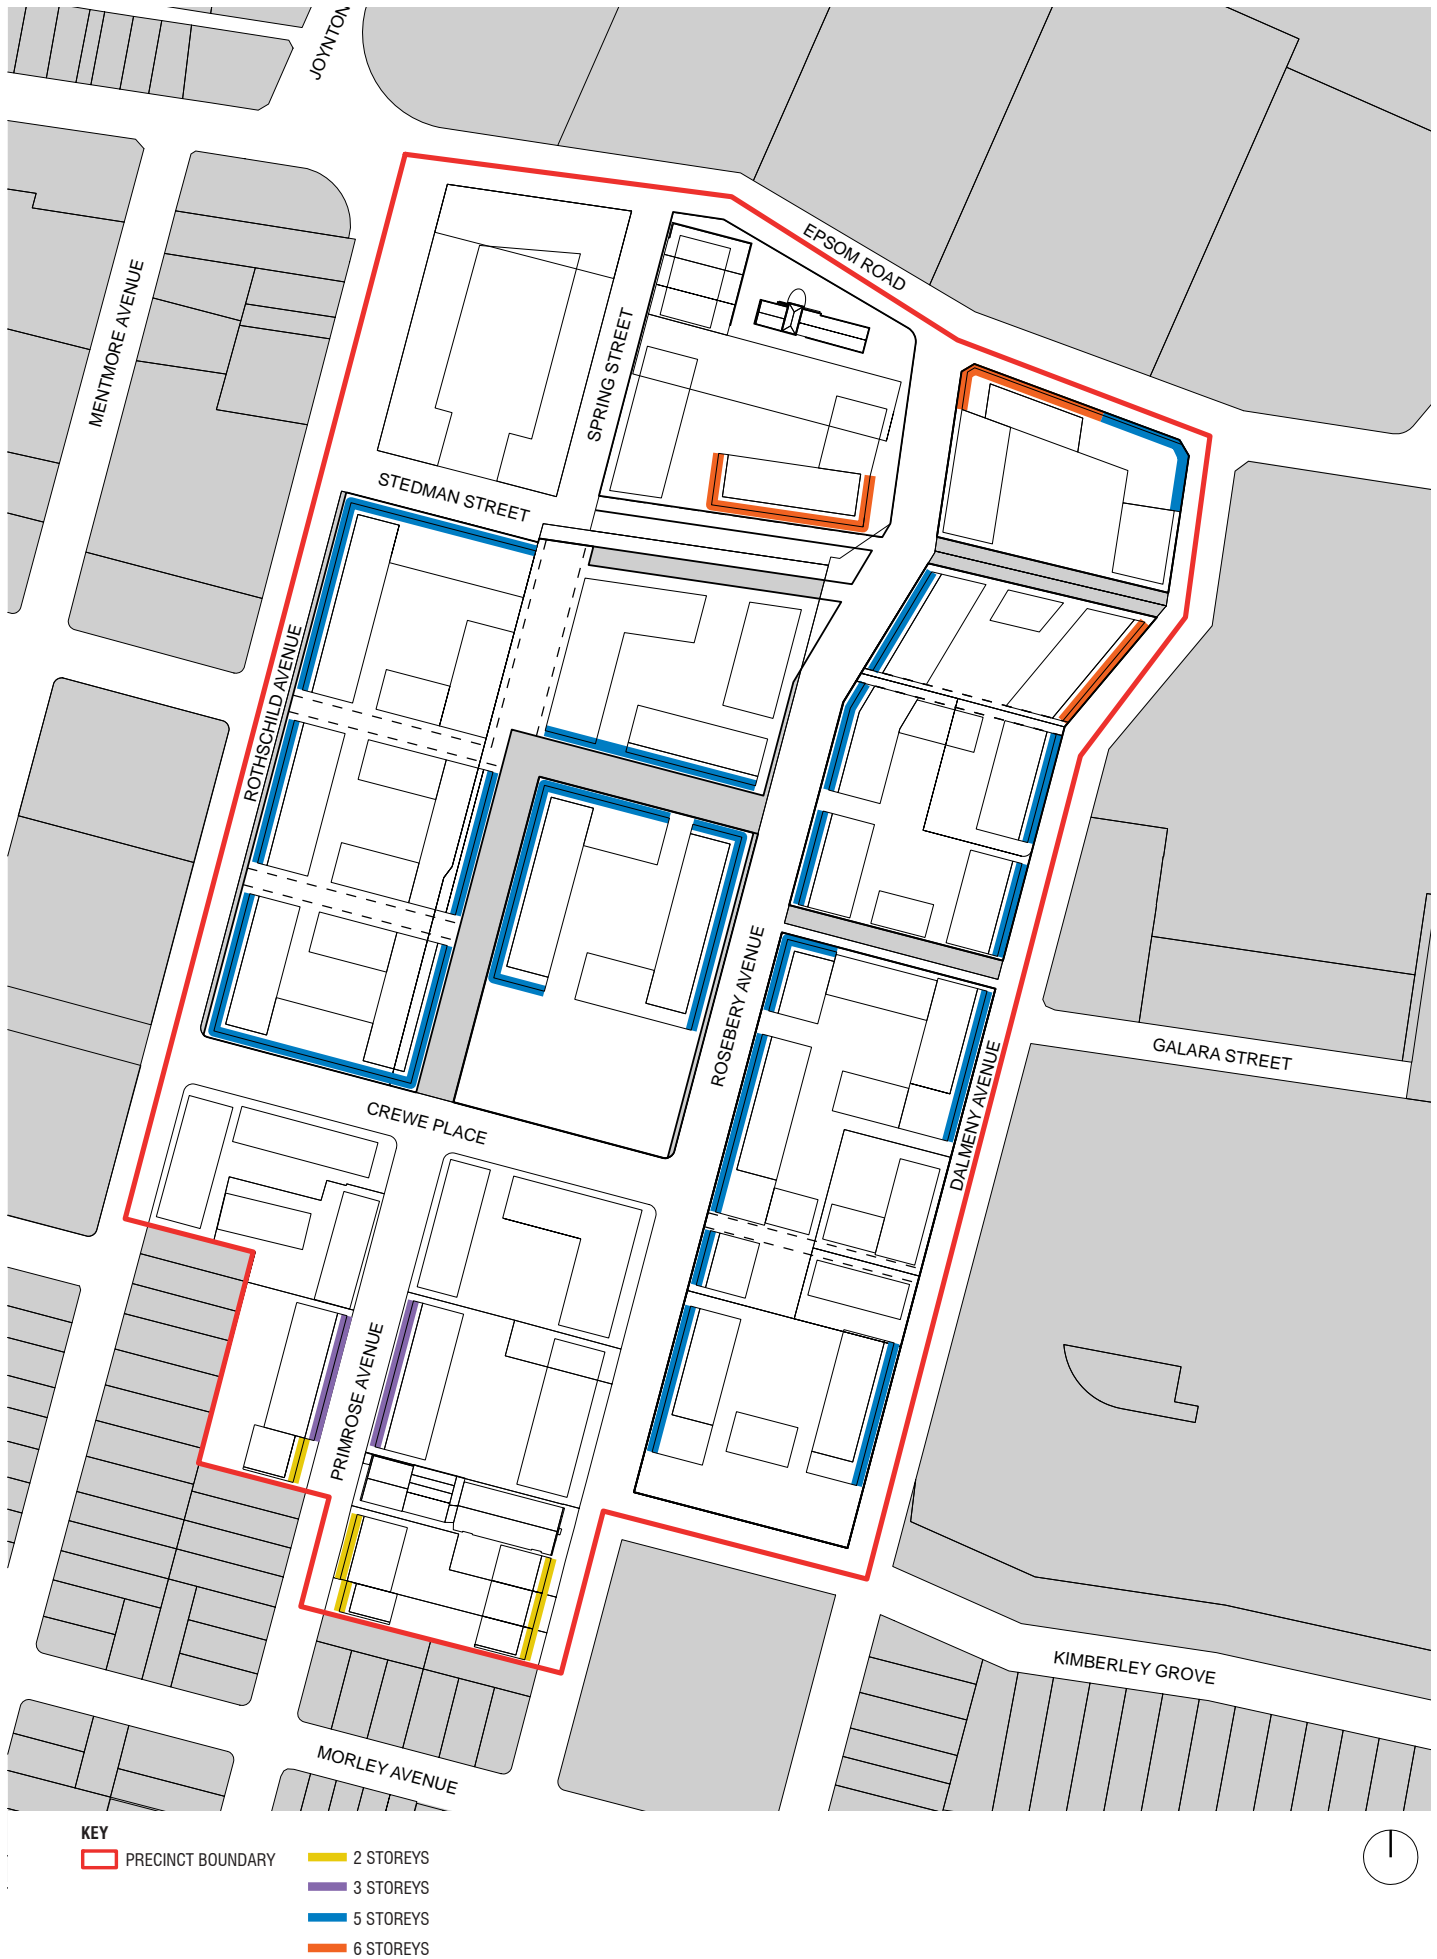 JOYNTON
EPSOM ROAD
MENTMORE AVENUE
SPRING STREET
STEDMAN STREET
ROTHSCHILD AVENUE
ROSEBERY AVENUE
GALARA STREET
DALMENY AVENUE
CREWE PLACE
PRIMROSE AVENUE
KIMBERLEY GROVE
MORLEY AVENUE
KEY
PRECINCT BOUNDARY
2 STOREYS
3 STOREYS
5 STOREYS
6 STOREYS